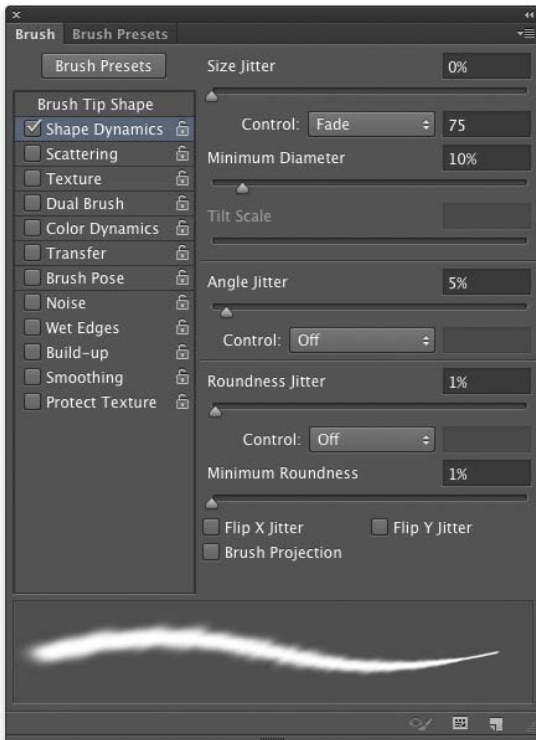 Brush Brush Presets
Brush Presets
Brush Tip Shape
Shape Dynamics
Scattering
Texture
Dual Brush
Color Dynamics
Transfer
Brush Pose
Noise
Wet Edges
Build-up
Smoothing
Protect Texture
Size Jitter 0%
Control: Fade 75
Minimum Diameter 10%
Tilt Scale
Angle Jitter 5%
Control: Off
Roundness Jitter 1%
Control: Off
Minimum Roundness 1%
Flip X Jitter Flip Y Jitter
Brush Projection